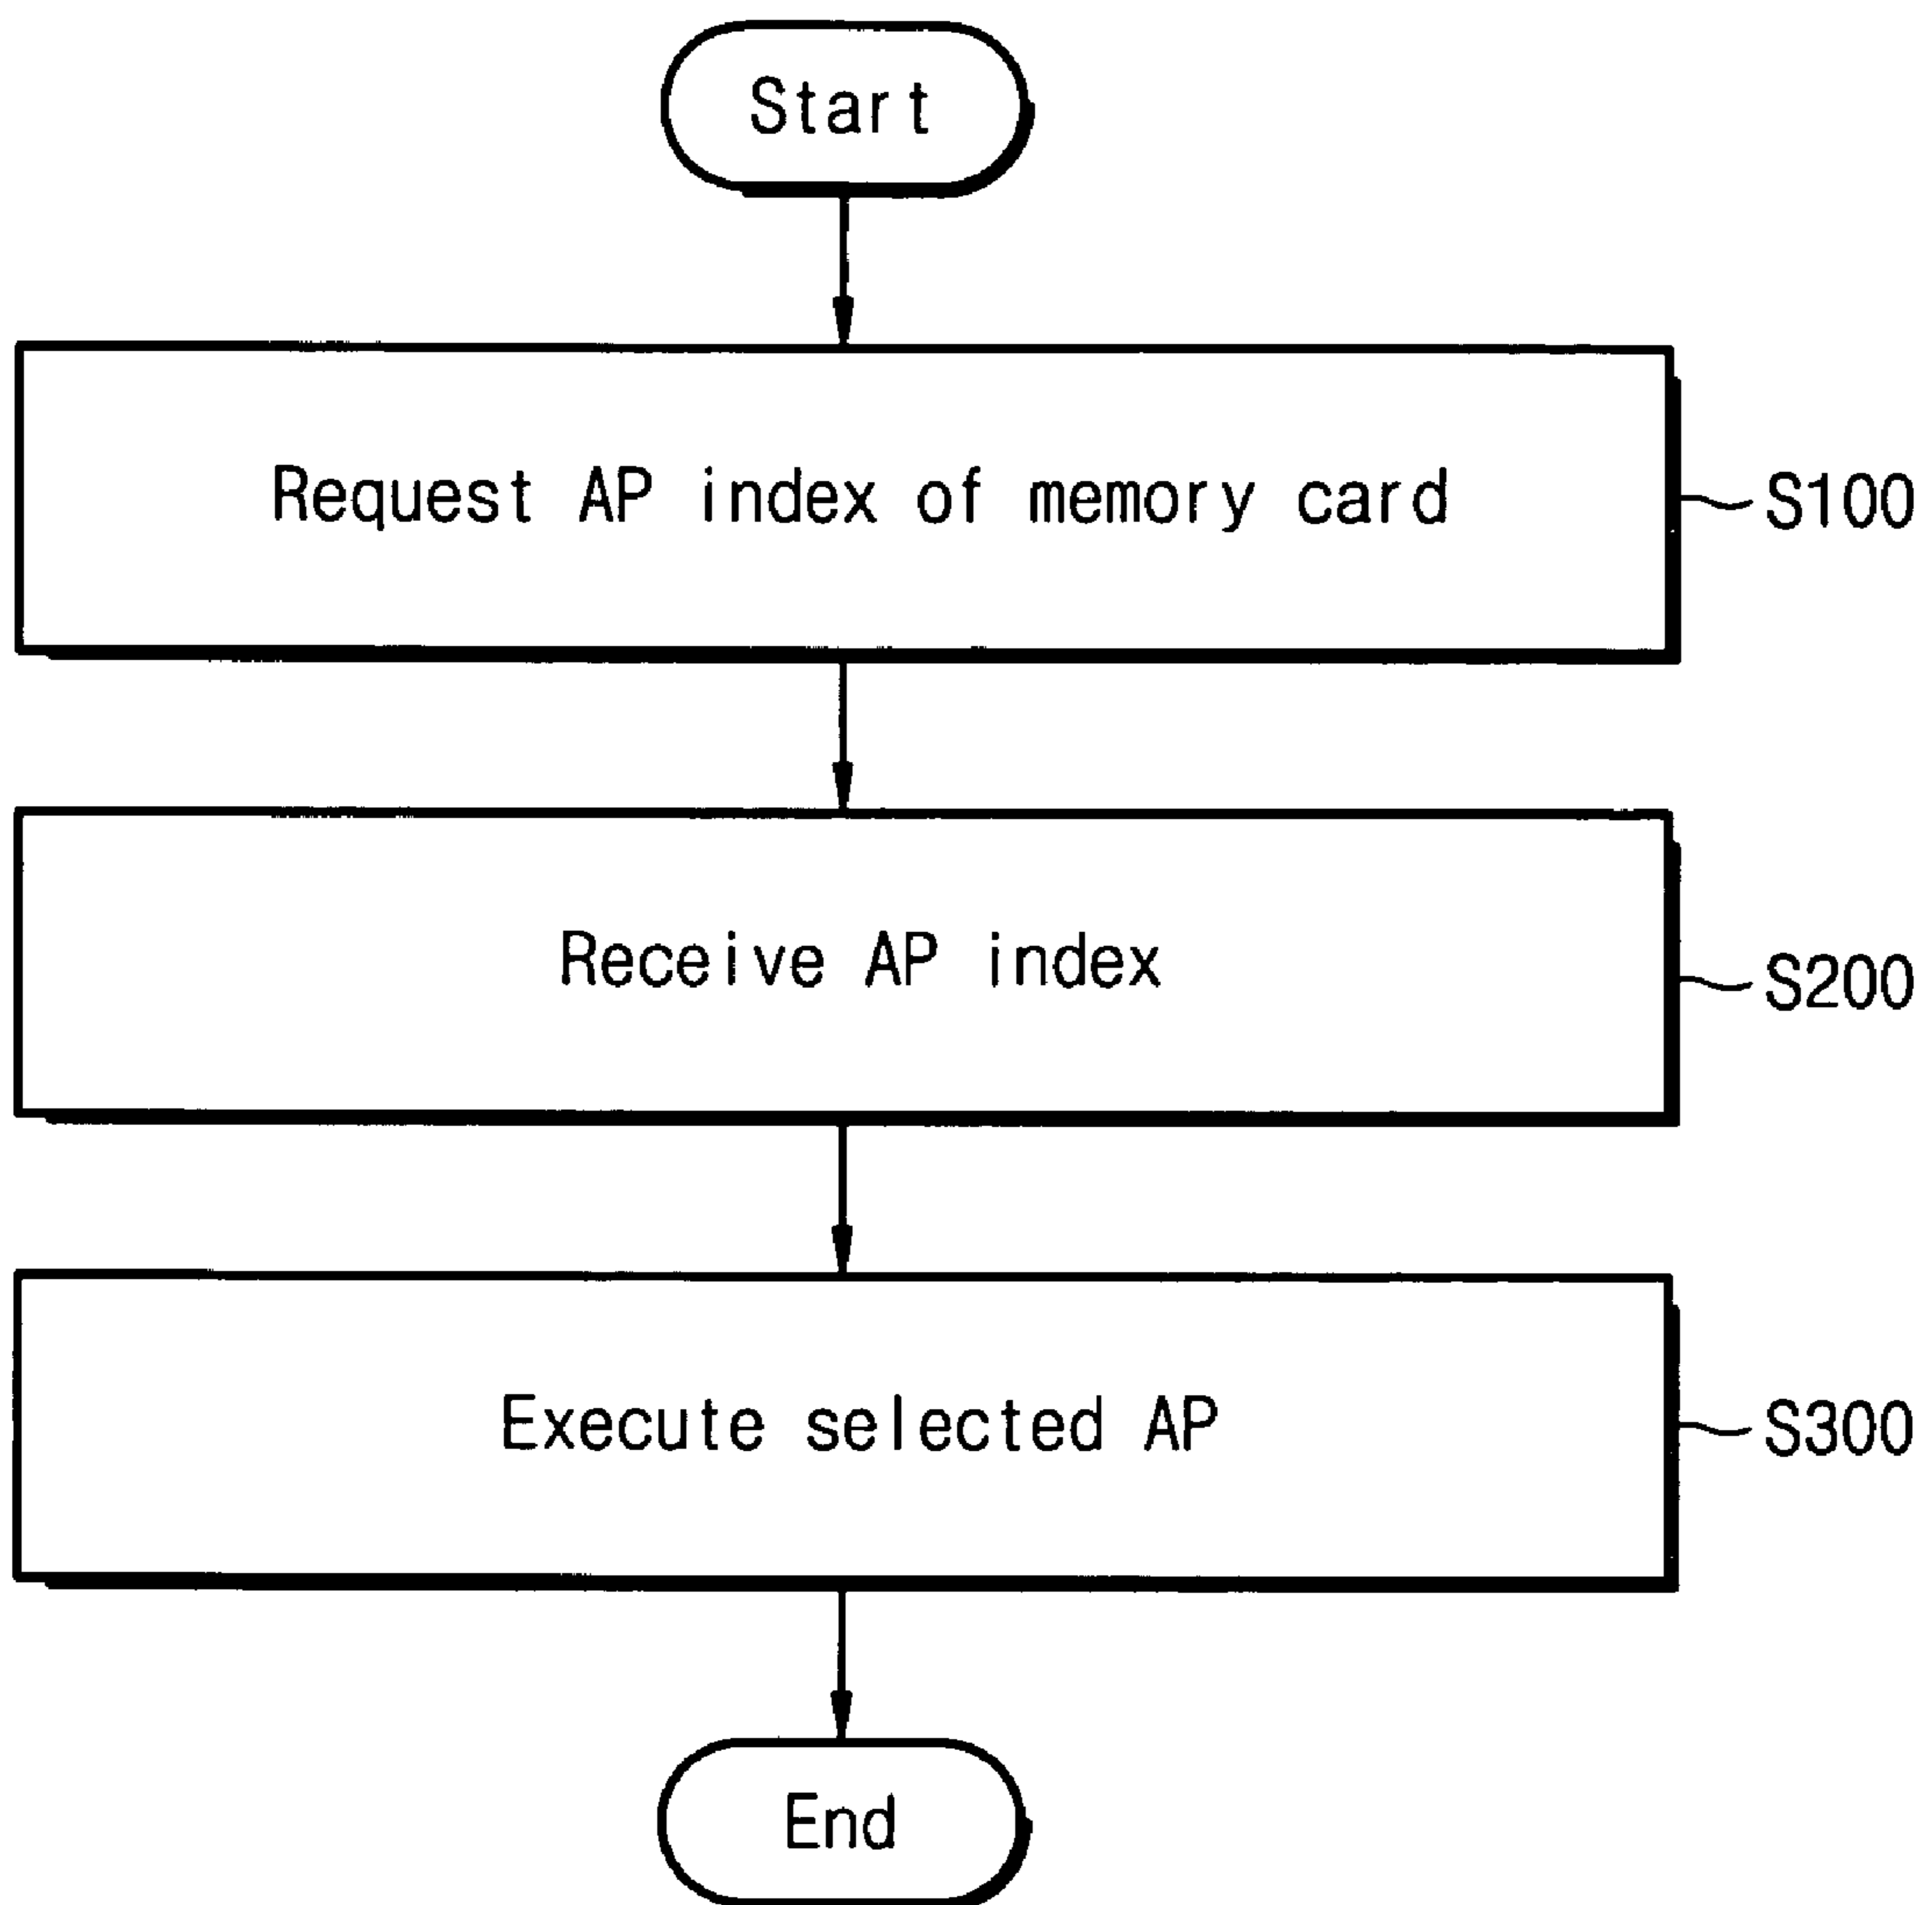 Start
Request AP index of memory card
S100
Receive AP index
S200
Execute selected AP
S300
End